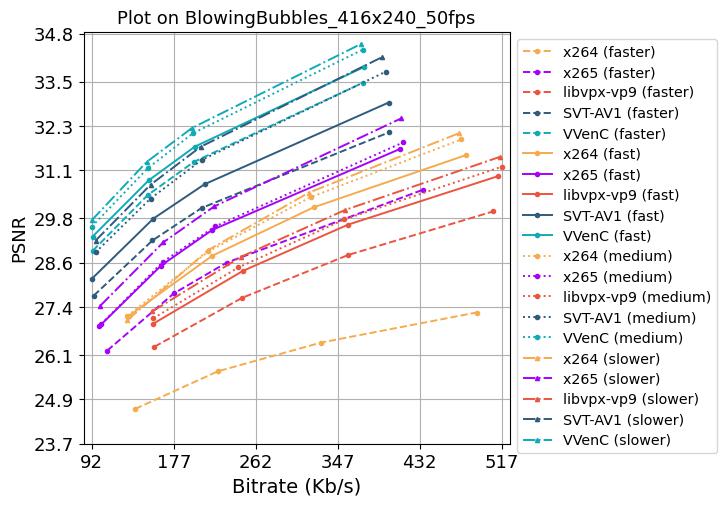 Plot on BlowingBubbles_416x240_50fps
34.8
33.5
32.3
31.1
29.8
28.6
27.4
26.1
24.9
23.7
PSNR
92 177 262 347 432 517
Bitrate (Kb/s)
x264 (faster)
x265 (faster)
libvpx-vp9 (faster)
SVT-AV1 (faster)
VVenC (faster)
x264 (fast)
x265 (fast)
libvpx-vp9 (fast)
SVT-AV1 (fast)
VVenC (fast)
x264 (medium)
x265 (medium)
libvpx-vp9 (medium)
SVT-AV1 (medium)
VVenC (medium)
x264 (slower)
x265 (slower)
libvpx-vp9 (slower)
SVT-AV1 (slower)
VVenC (slower)